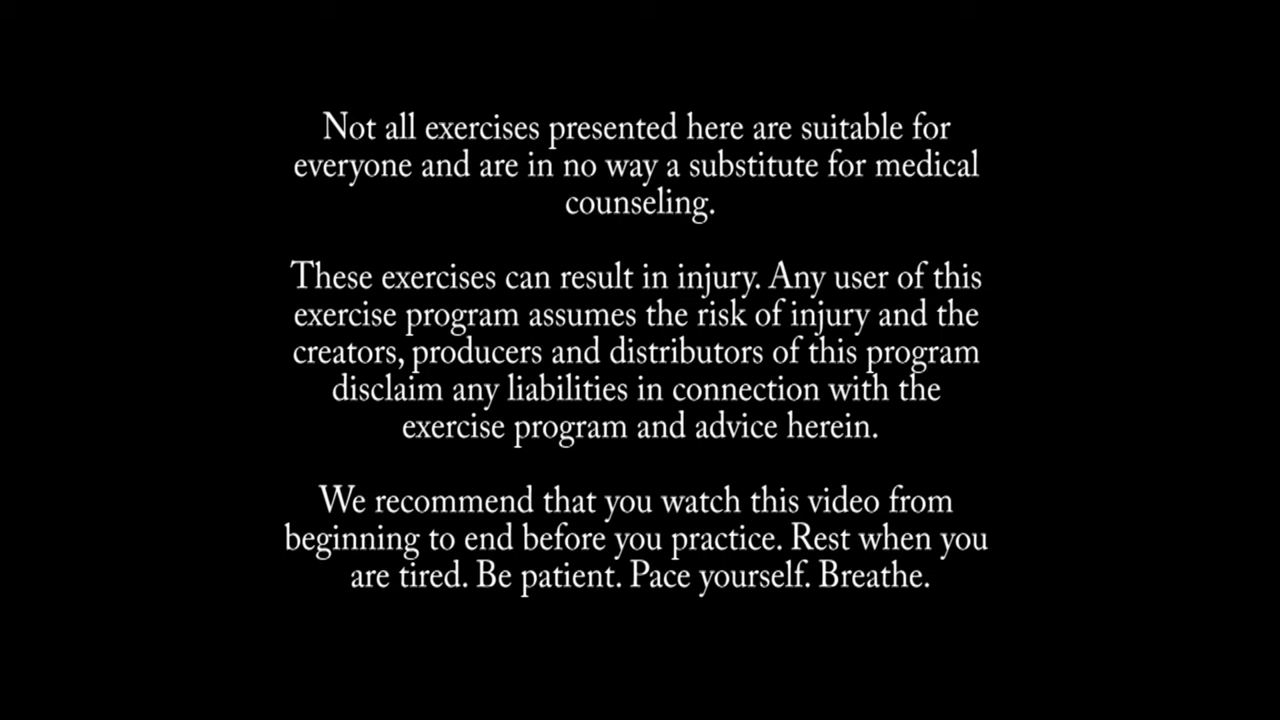 Not all exercises presented here are suitable for
everyone and are in no way a substitute for medical
counseling.
These exercises can result in injury. Any user of this
exercise program assumes the risk of injury and the
creators, producers and distributors of this program
disclaim any liabilities in connection with the
exercise program and advice herein.
We recommend that you watch this video from
beginning to end before you practice. Rest when you
are tired. Be patient. Pace yourself. Breathe.